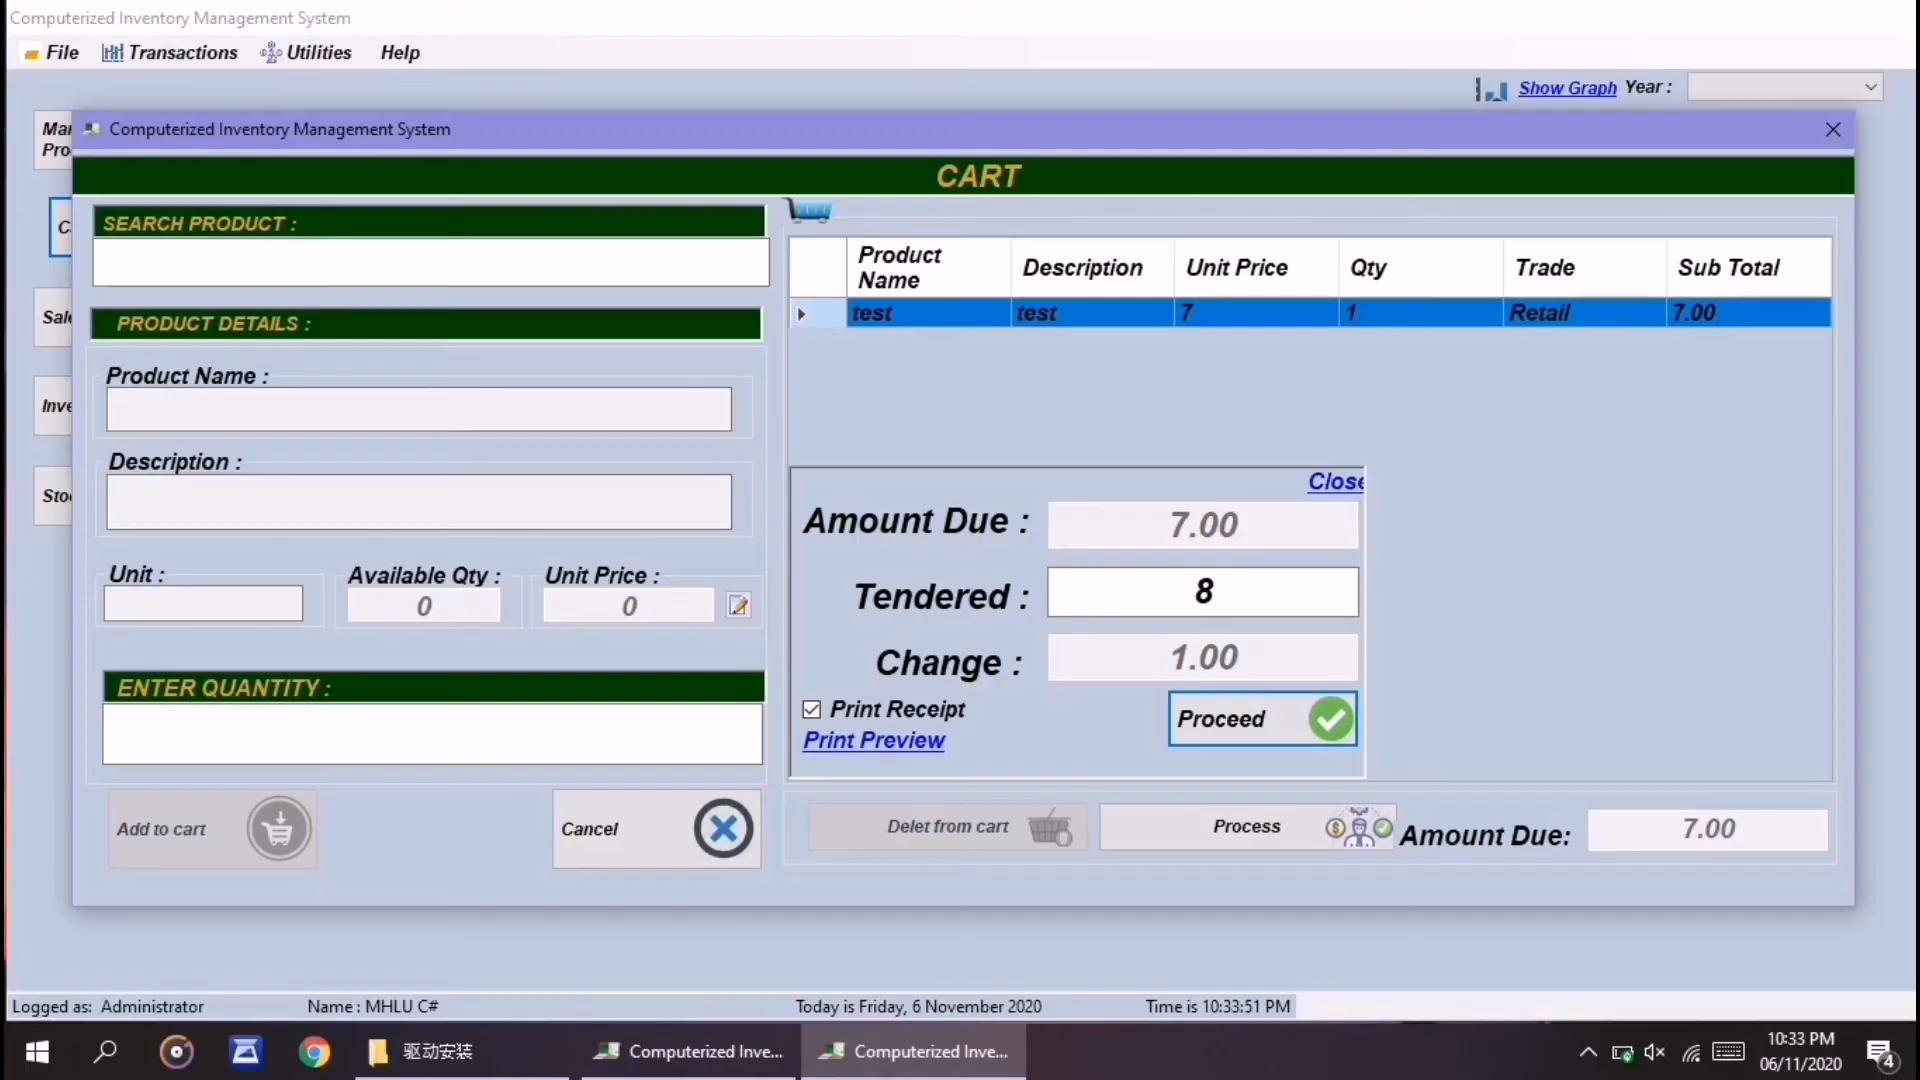 Computerized Inventory Management System
File Transactions Utilities Help
Show Graph Year :
Computerized Inventory Management System
CART
SEARCH PRODUCT :
PRODUCT DETAILS :
Product Name :
Description :
Unit :
Available Qty :
0
Unit Price :
0
ENTER QUANTITY :
Add to cart
Cancel
Product Name Description Unit Price Qty Trade Sub Total
test test 7 1 Retail 7.00
Close
Amount Due : 7.00
Tendered : 8
Change : 1.00
Print Receipt
Print Preview
Proceed
Delet from cart
Process
Amount Due: 7.00
Logged as: Administrator Name : MHLU C# Today is Friday, 6 November 2020 Time is 10:33:51 PM
驱动安装 Computerized Inve... Computerized Inve...
10:33 PM
06/11/2020
4